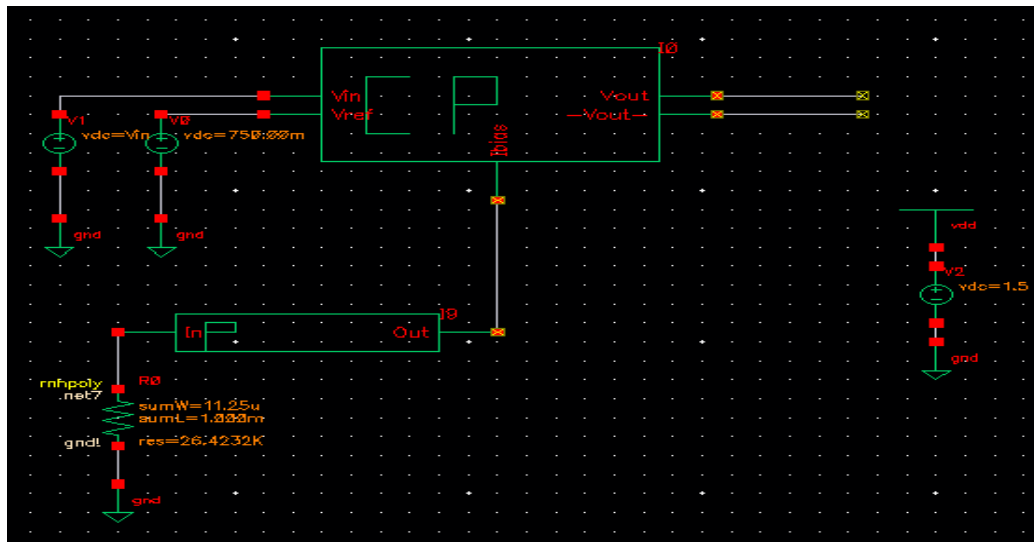 I0
Vin
Vref
CP
Vout
-Vout-
Ibias
V1
vdc=Vin
V0
vdc=750.00m
gnd
gnd
vdd
V2
vdc=1.5
gnd
I9
In
P
Out
rnhpoly
net7
R0
sumW=11.25u
sumL=1.000m
gnd!
res=26.4232K
gnd